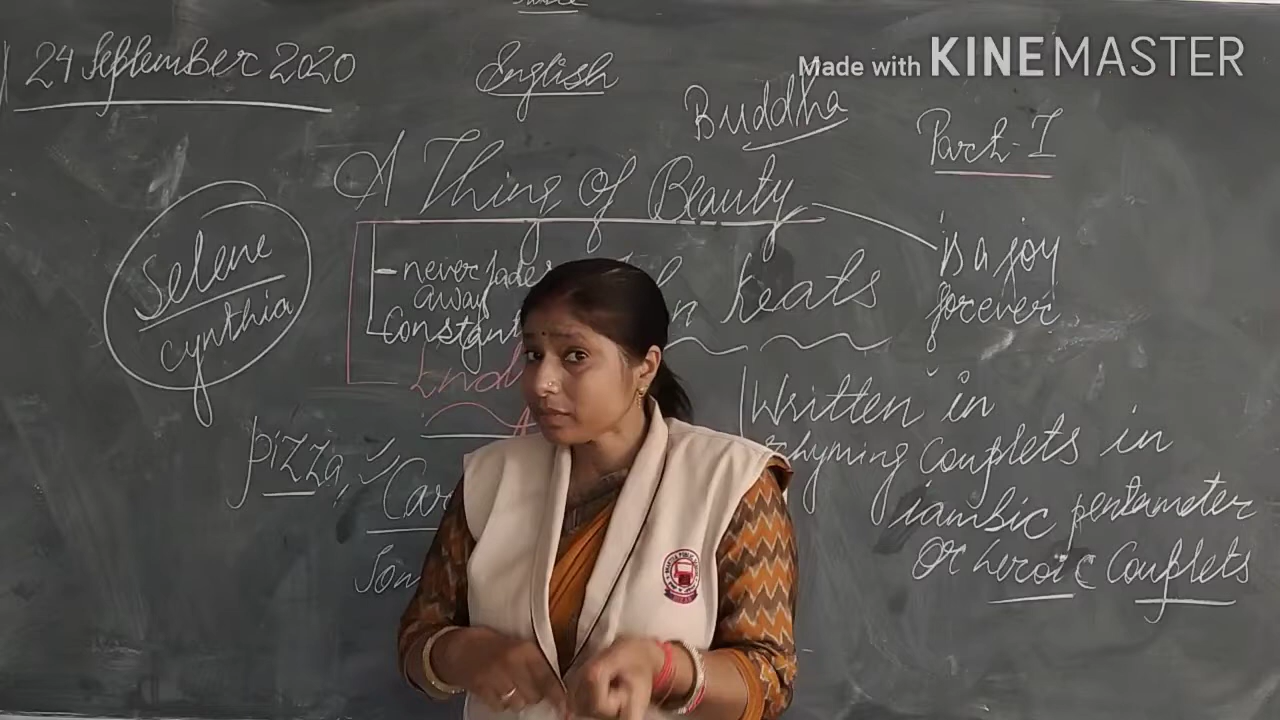 24 September 2020
English
Made with KINEMASTER
Buddha
Part-I
A Thing of Beauty
is a joy
forever.
Selene
cynthia
never fades
away
Constant
Keats
Written in
rhyming couplets in
iambic pentameter
Or heroic Couplets
pizza,